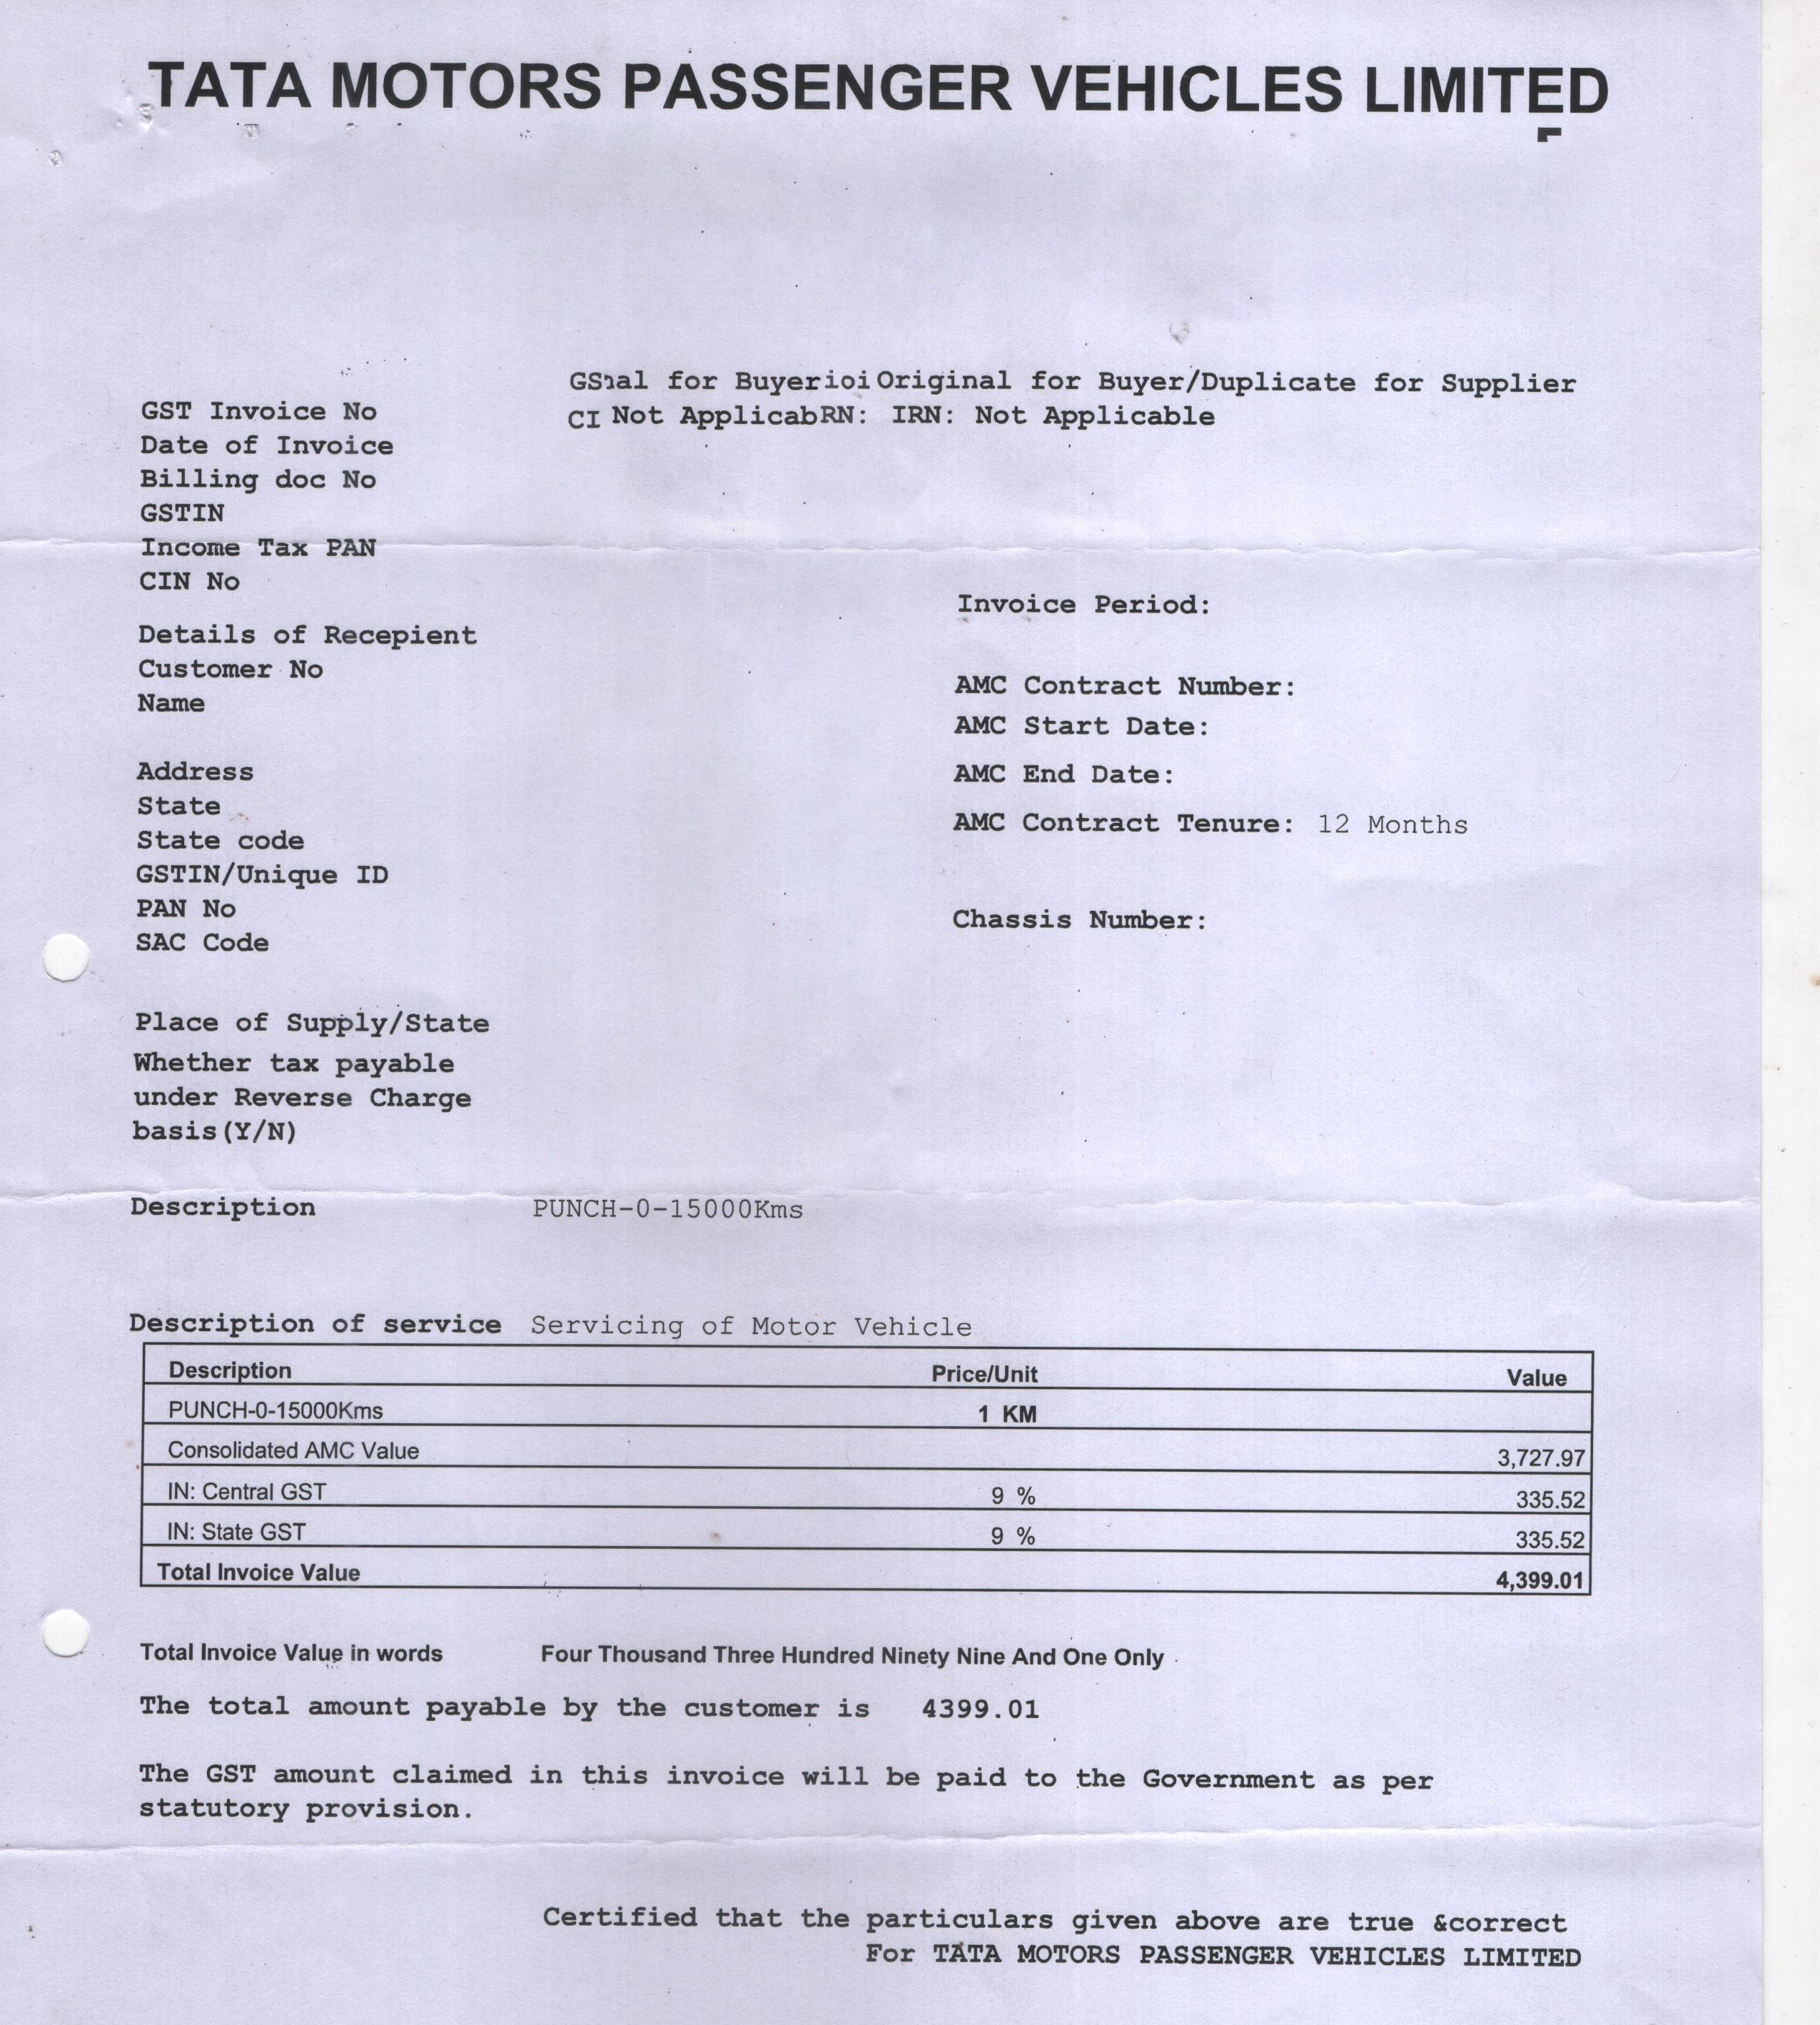 TATA MOTORS PASSENGER VEHICLES LIMITED
Original for Buyer/Duplicate for Supplier
CI Not Applicab RN: IRN: Not Applicable
GST Invoice No
Date of Invoice
Billing doc No
GSTIN
Income Tax PAN
CIN No
Invoice Period:
Details of Recepient
Customer No
Name
AMC Contract Number:
AMC Start Date:
Address
AMC End Date:
State
State code
AMC Contract Tenure: 12 Months
GSTIN/Unique ID
PAN No
Chassis Number:
SAC Code
Place of Supply/State
Whether tax payable
under Reverse Charge
basis(Y/N)
Description PUNCH-0-15000Kms
Description of service Servicing of Motor Vehicle
Description Price/Unit Value
PUNCH-0-15000Kms 1 KM
Consolidated AMC Value 3,727.97
IN: Central GST 9 % 335.52
IN: State GST 9 % 335.52
Total Invoice Value 4,399.01
Total Invoice Value in words Four Thousand Three Hundred Ninety Nine And One Only
The total amount payable by the customer is 4399.01
The GST amount claimed in this invoice will be paid to the Government as per
statutory provision.
Certified that the particulars given above are true &correct
For TATA MOTORS PASSENGER VEHICLES LIMITED